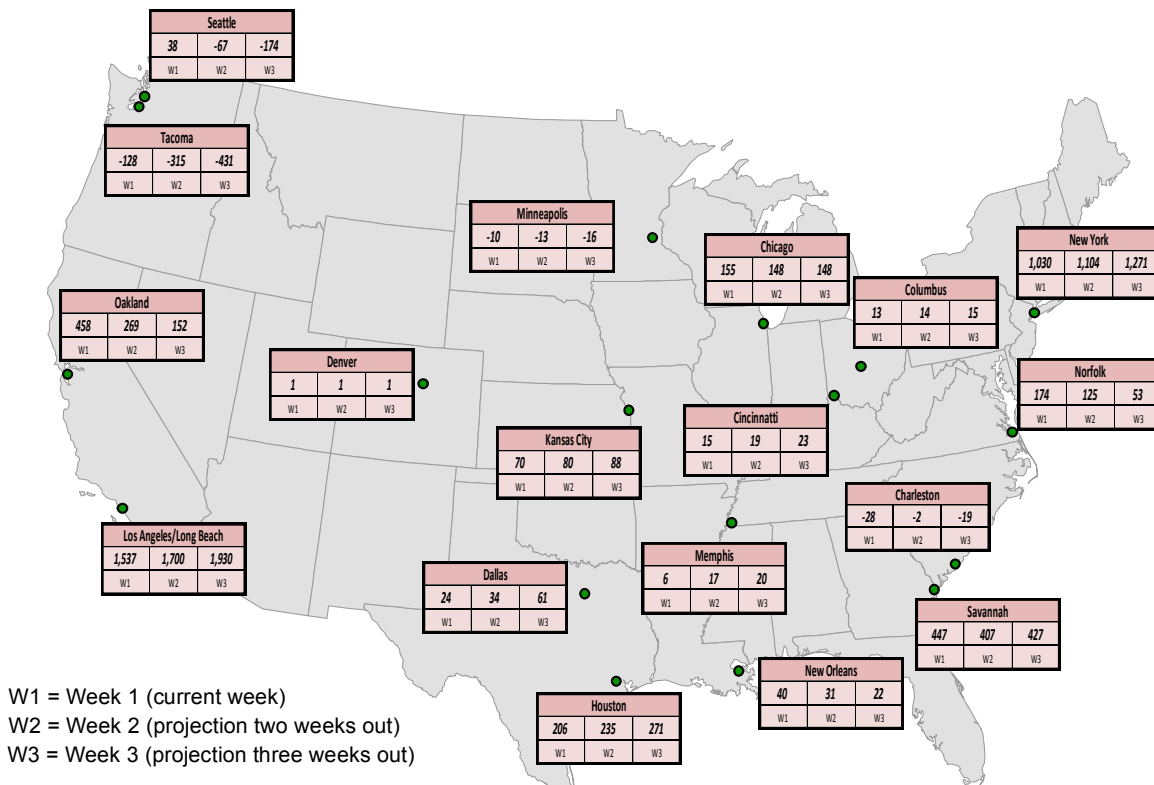 Seattle
38 -67 -174
W1 W2 W3
Tacoma
-128 -315 -431
W1 W2 W3
Minneapolis
-10 -13 -16
W1 W2 W3
Chicago
155 148 148
W1 W2 W3
New York
1,030 1,104 1,271
W1 W2 W3
Columbus
13 14 15
W1 W2 W3
Oakland
458 269 152
W1 W2 W3
Denver
1 1 1
W1 W2 W3
Norfolk
174 125 53
W1 W2 W3
Cincinnatti
15 19 23
W1 W2 W3
Kansas City
70 80 88
W1 W2 W3
Charleston
-28 -2 -19
W1 W2 W3
Los Angeles/Long Beach
1,537 1,700 1,930
W1 W2 W3
Memphis
6 17 20
W1 W2 W3
Dallas
24 34 61
W1 W2 W3
Savannah
447 407 427
W1 W2 W3
New Orleans
40 31 22
W1 W2 W3
Houston
206 235 271
W1 W2 W3
W1 = Week 1 (current week)
W2 = Week 2 (projection two weeks out)
W3 = Week 3 (projection three weeks out)